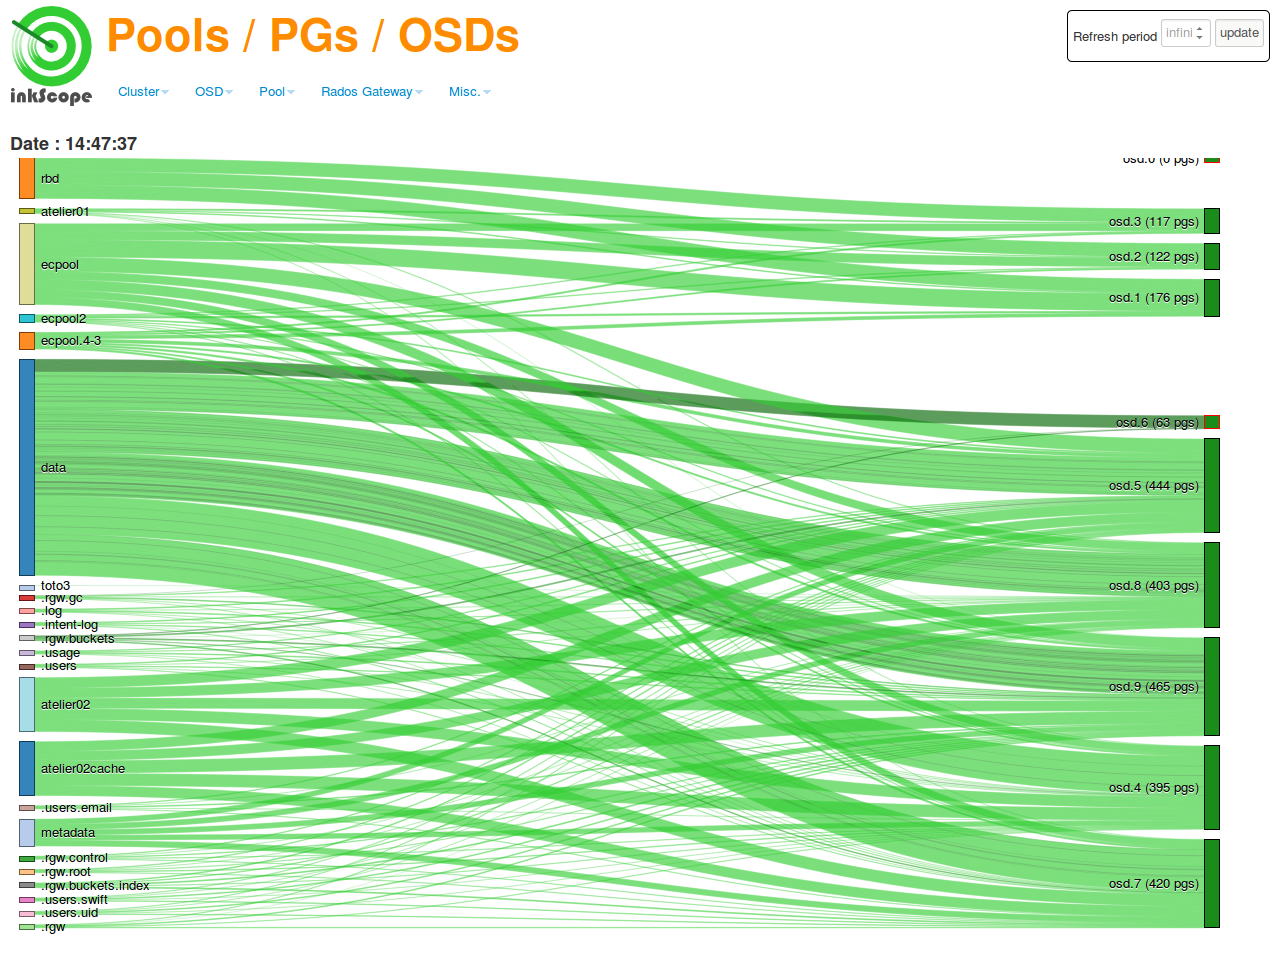 Pools / PGs / OSDs
Refresh period infini update
inkScope
Cluster OSD Pool Rados Gateway Misc.
Date : 14:47:37
rbd
atelier01
ecpool
ecpool2
ecpool.4-3
data
toto3
.rgw.gc
.log
.intent-log
.rgw.buckets
.usage
.users
atelier02
atelier02cache
.users.email
metadata
.rgw.control
.rgw.root
.rgw.buckets.index
.users.swift
.users.uid
.rgw
osd.0 (0 pgs)
osd.3 (117 pgs)
osd.2 (122 pgs)
osd.1 (176 pgs)
osd.6 (63 pgs)
osd.5 (444 pgs)
osd.8 (403 pgs)
osd.9 (465 pgs)
osd.4 (395 pgs)
osd.7 (420 pgs)